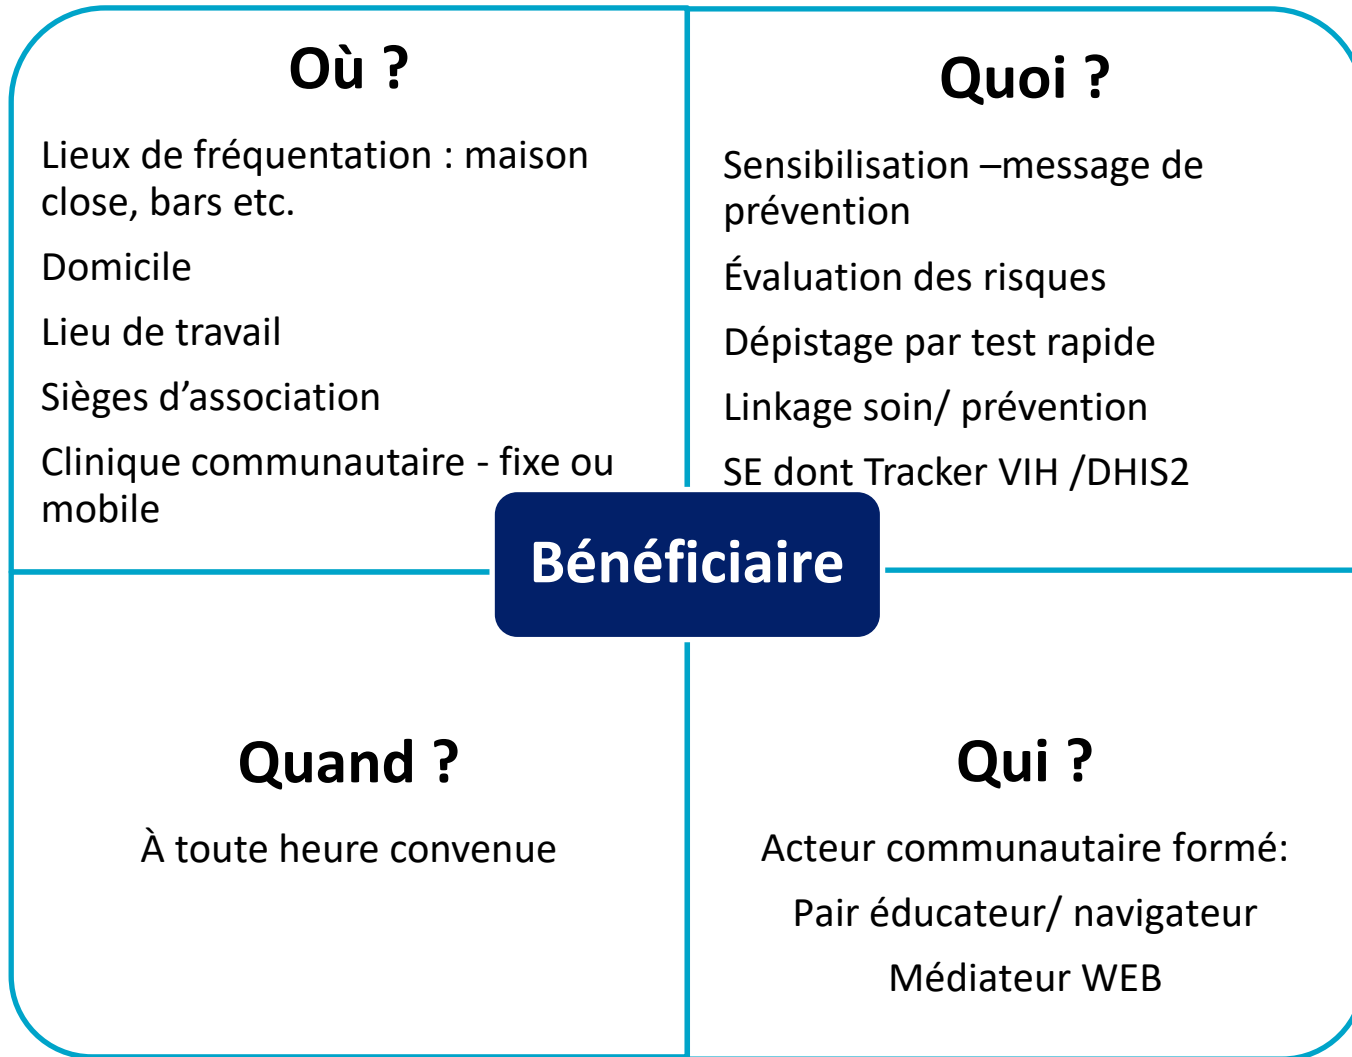 Où ?
Lieux de fréquentation : maison
close, bars etc.
Domicile
Lieu de travail
Sièges d’association
Clinique communautaire - fixe ou
mobile
Quoi ?
Sensibilisation –message de
prévention
Évaluation des risques
Dépistage par test rapide
Linkage soin/ prévention
SE dont Tracker VIH /DHIS2
Bénéficiaire
Quand ?
À toute heure convenue
Qui ?
Acteur communautaire formé:
Pair éducateur/ navigateur
Médiateur WEB